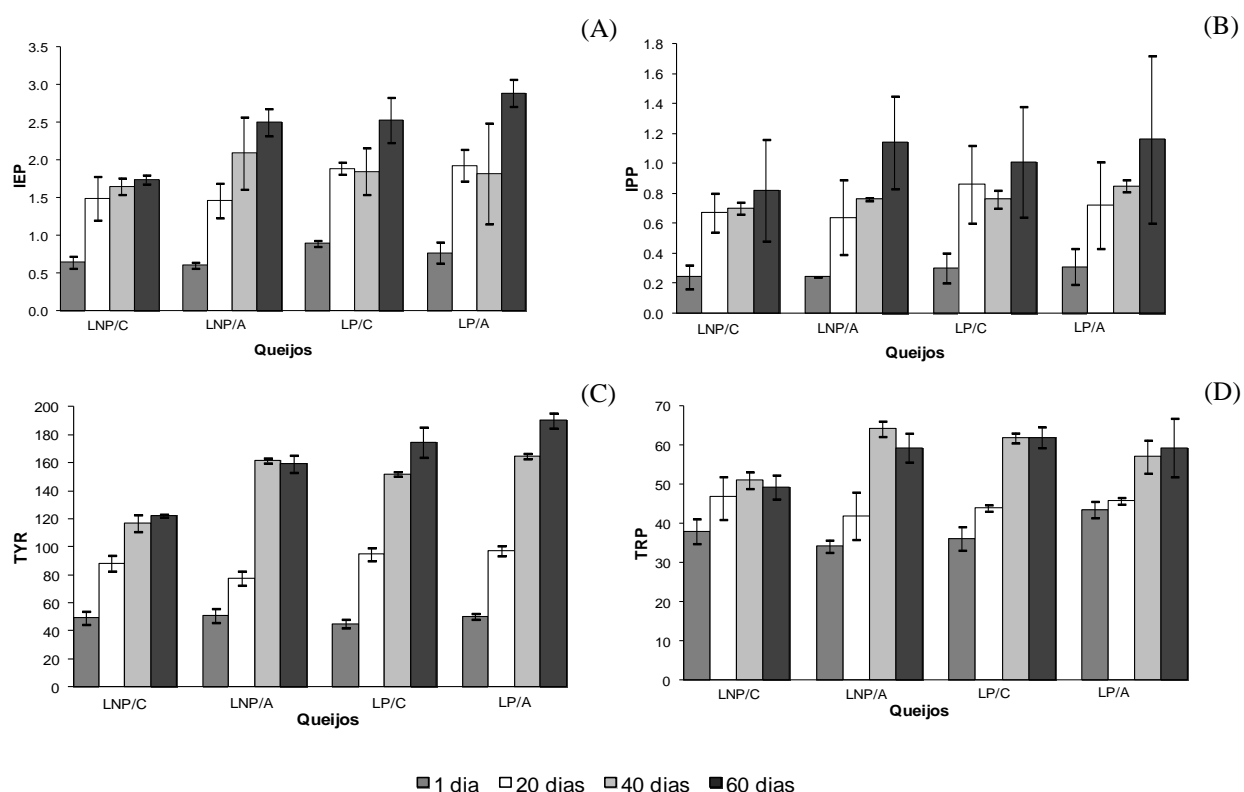 (A)
IEP
3.5
3.0
2.5
2.0
1.5
1.0
0.5
0.0
LNP/C LNP/A LP/C LP/A
Queijos
(B)
IPP
1.8
1.6
1.4
1.2
1.0
0.8
0.6
0.4
0.2
0.0
LNP/C LNP/A LP/C LP/A
Queijos
(C)
TYR
200
180
160
140
120
100
80
60
40
20
0
LNP/C LNP/A LP/C LP/A
Queijos
(D)
TRP
70
60
50
40
30
20
10
0
LNP/C LNP/A LP/C LP/A
Queijos
1 dia 20 dias 40 dias 60 dias